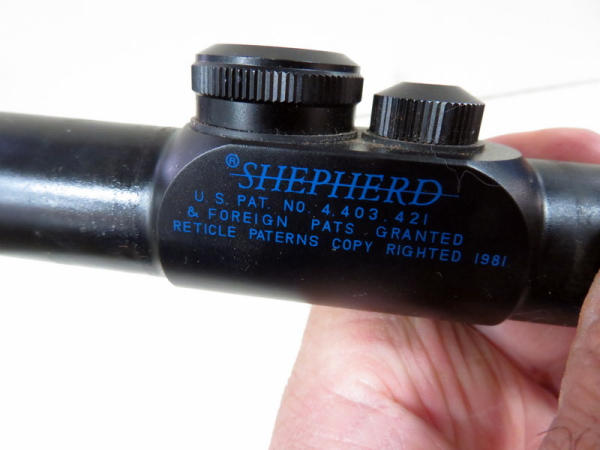 ® SHEPHERD
U.S. PAT. NO. 4,403,421
& FOREIGN PATS. GRANTED
RETICLE PATERNS COPY RIGHTED 1981